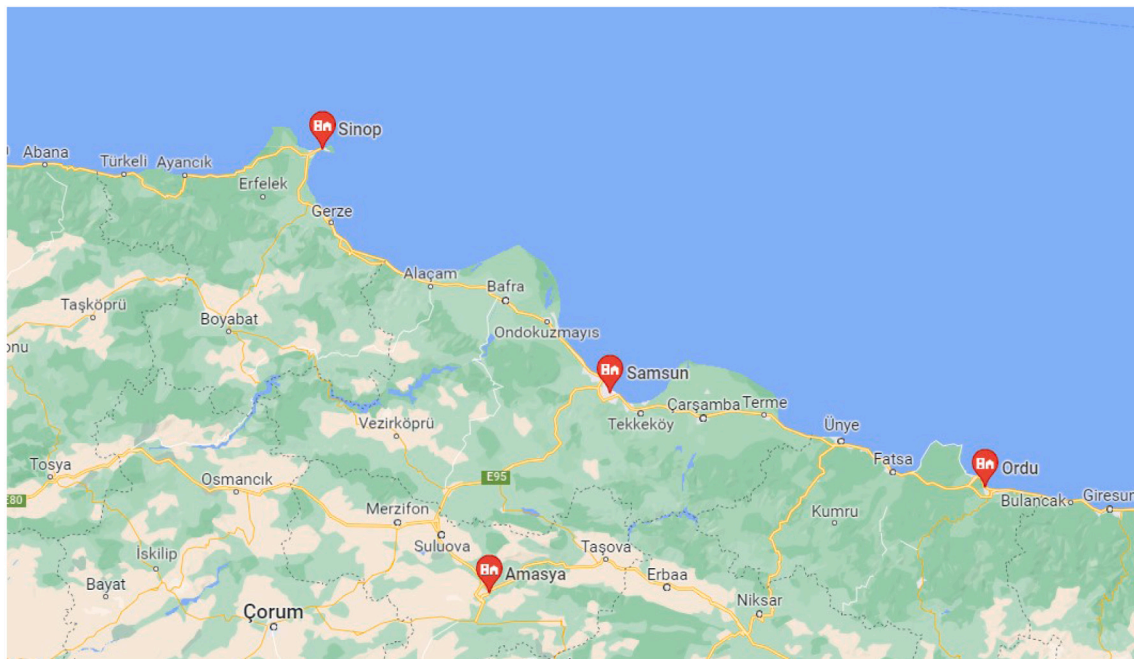 Sinop
Abana
Türkeli
Ayancık
Erfelek
Gerze
Alaçam
Bafra
Taşköprü
Boyabat
Ondokuzmayıs
onu
Samsun
Çarşamba
Terme
Tekkeköy
Vezirköprü
Ünye
Tosya
Fatsa
Ordu
Osmancık
E95
E80
Bulancak
Giresun
Merzifon
Kumru
Suluova
İskilip
Taşova
Bayat
Amasya
Erbaa
Çorum
Niksar